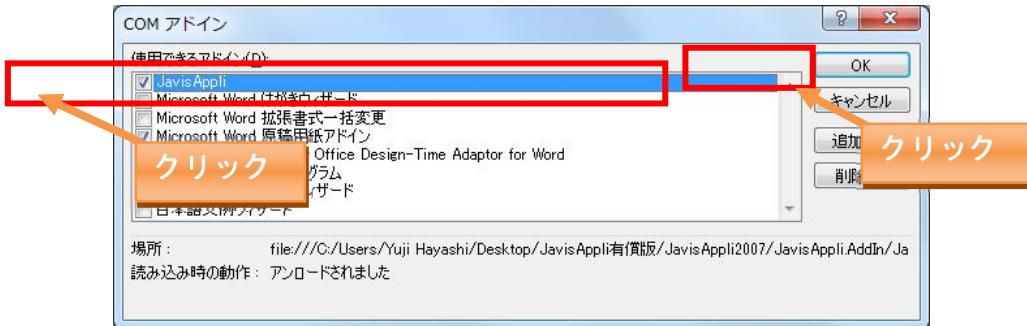 COM アドイン
使用できるアドイン(D):
JavisAppli
OK
Microsoft Word はがきウィザード
キャンセル
Microsoft Word 拡張書式一括変更
Microsoft Word 原稿用紙アドイン
追加
クリック
Office Design-Time Adaptor for Word
クリック
グラム
削除
ィザード
日本語文例ウィザード
場所: file:///C:/Users/Yuji Hayashi/Desktop/JavisAppli有償版/JavisAppli2007/JavisAppli.AddIn/Ja
読み込み時の動作: アンロードされました